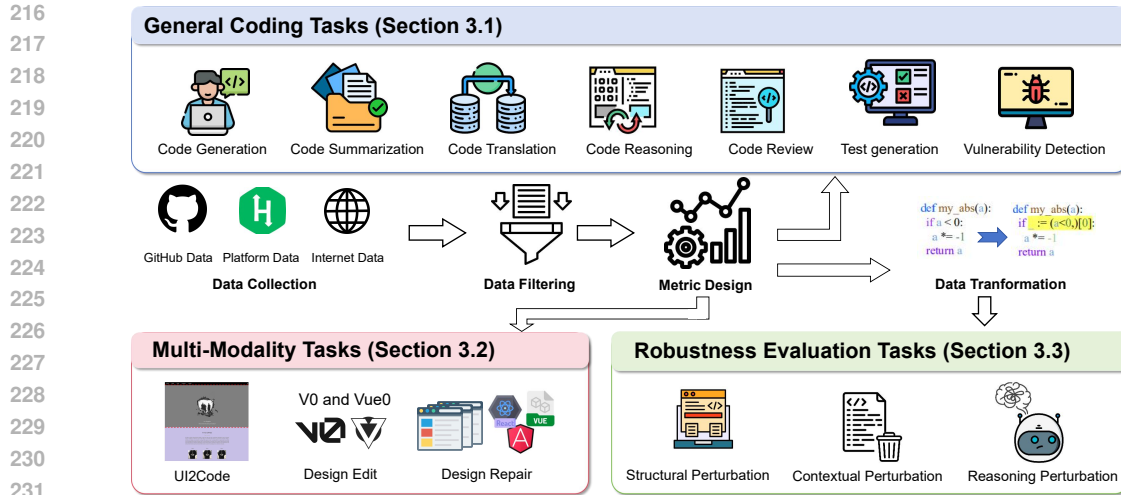 216
217
218
219
220
221
222
223
224
225
226
227
228
229
230
231
General Coding Tasks (Section 3.1)
Code Generation
Code Summarization
Code Translation
Code Reasoning
Code Review
Test generation
Vulnerability Detection
GitHub Data
Platform Data
Internet Data
Data Collection
Data Filtering
Metric Design
def my_abs(a):
if a < 0:
a *= -1
return a
def my_abs(a):
if _ := (a<0,)[0]:
a *= -1
return a
Data Tranformation
Multi-Modality Tasks (Section 3.2)
UI2Code
V0 and Vue0
Design Edit
React
VUE
Design Repair
Robustness Evaluation Tasks (Section 3.3)
Structural Perturbation
Contextual Perturbation
Reasoning Perturbation